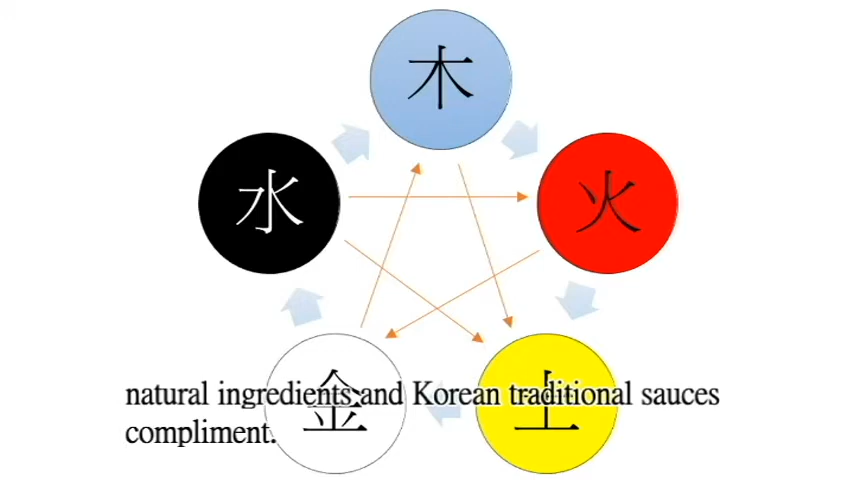 木
水
火
金
土
natural ingredients and Korean traditional sauces
compliment.